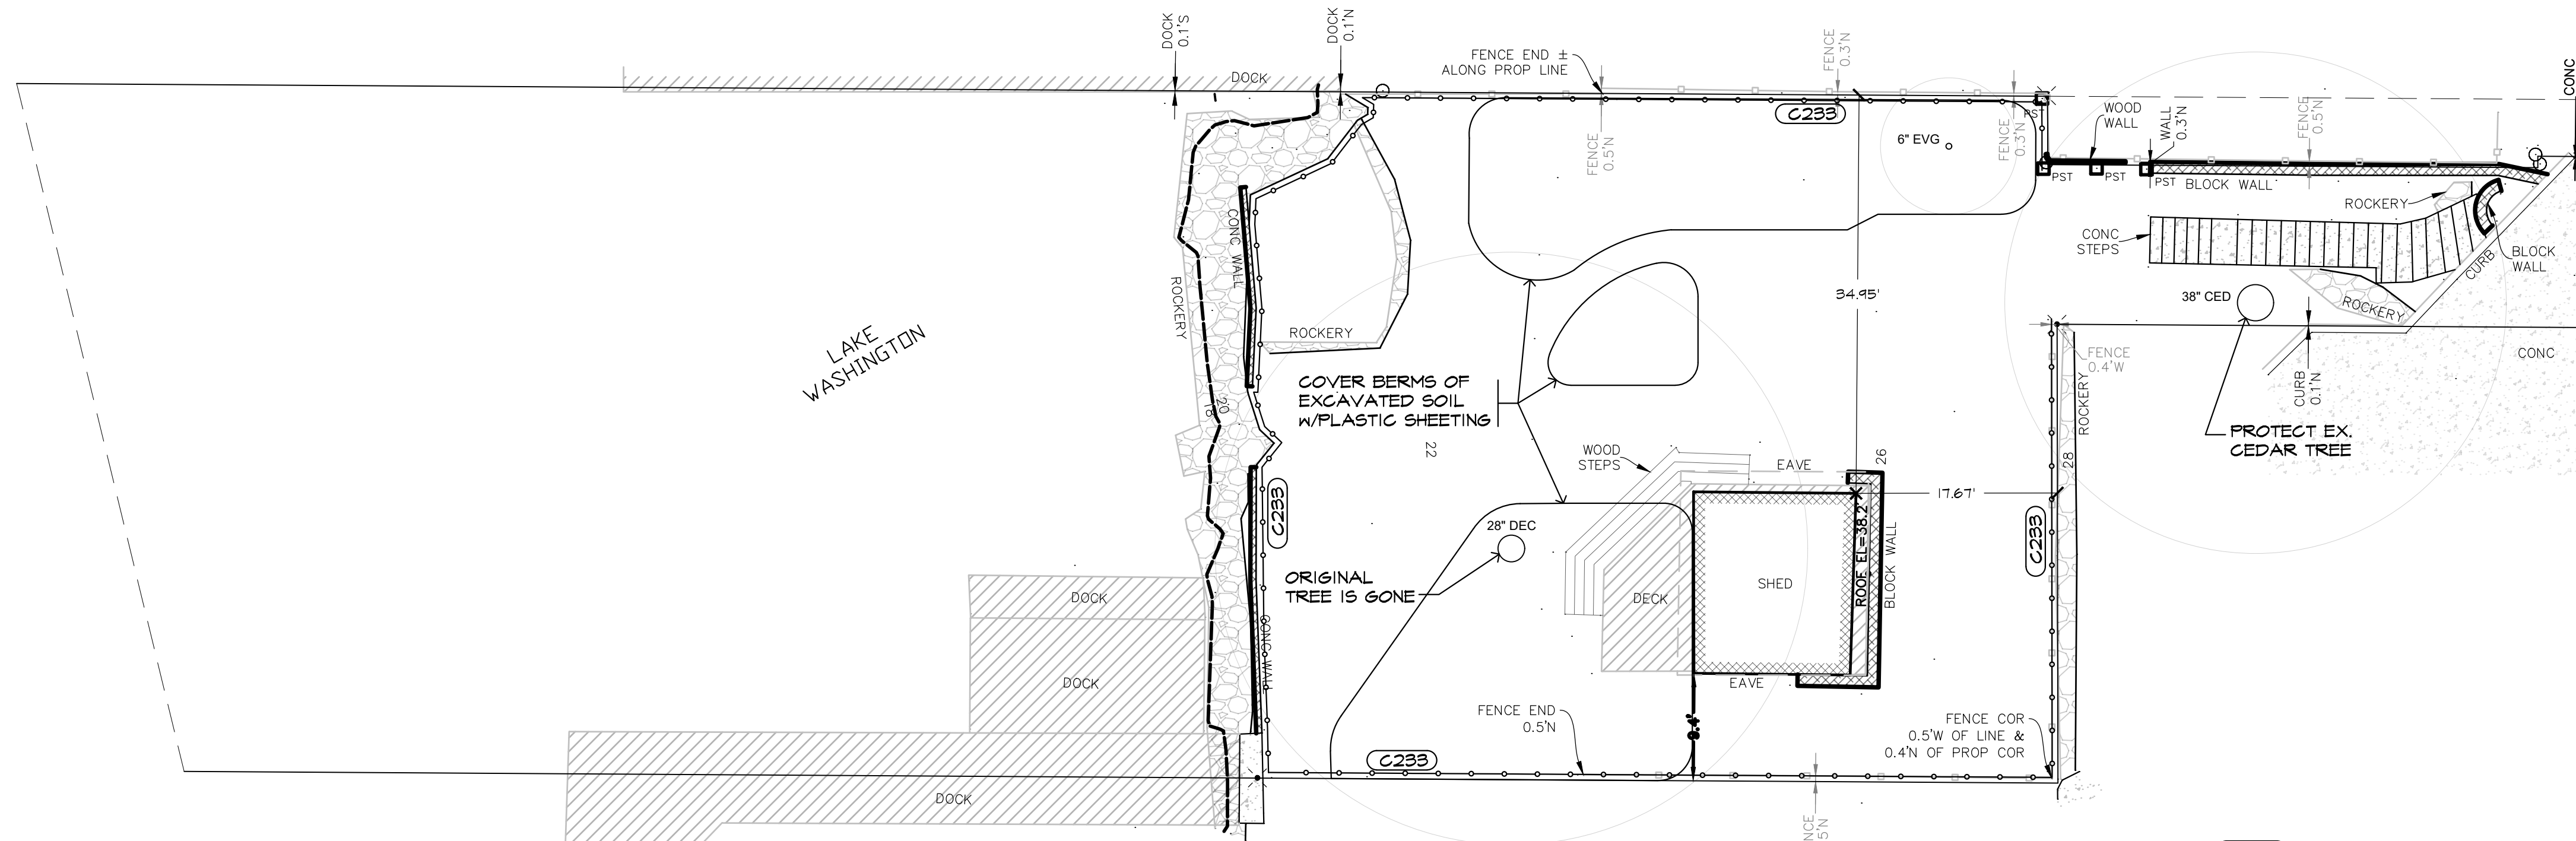 DOCK
0.1'S
DOCK
0.1'N
DOCK
FENCE END ±
ALONG PROP LINE
FENCE
0.3'N
C233
FENCE
0.5'N
6" EVG
FENCE
0.3'N
WOOD
WALL
WALL
0.3'N
FENCE
0.5'N
CONC
PST
PST
PST
BLOCK WALL
ROCKERY
CONC
STEPS
BLOCK
WALL
CURB
38" CED
ROCKERY
CONC
FENCE
0.4'W
ROCKERY
CURB
0.1'N
PROTECT EX.
CEDAR TREE
LAKE
WASHINGTON
ROCKERY
CONC WALL
ROCKERY
34.95'
20
18
COVER BERMS OF
EXCAVATED SOIL
W/PLASTIC SHEETING
22
WOOD
STEPS
EAVE
26
28
17.67'
C233
28" DEC
ORIGINAL
TREE IS GONE
DECK
SHED
ROOF EL=38.2'
BLOCK WALL
C233
DOCK
DOCK
CONC WALL
EAVE
FENCE END
0.5'N
9.4'
FENCE COR
0.5'W OF LINE &
0.4'N OF PROP COR
C233
DOCK